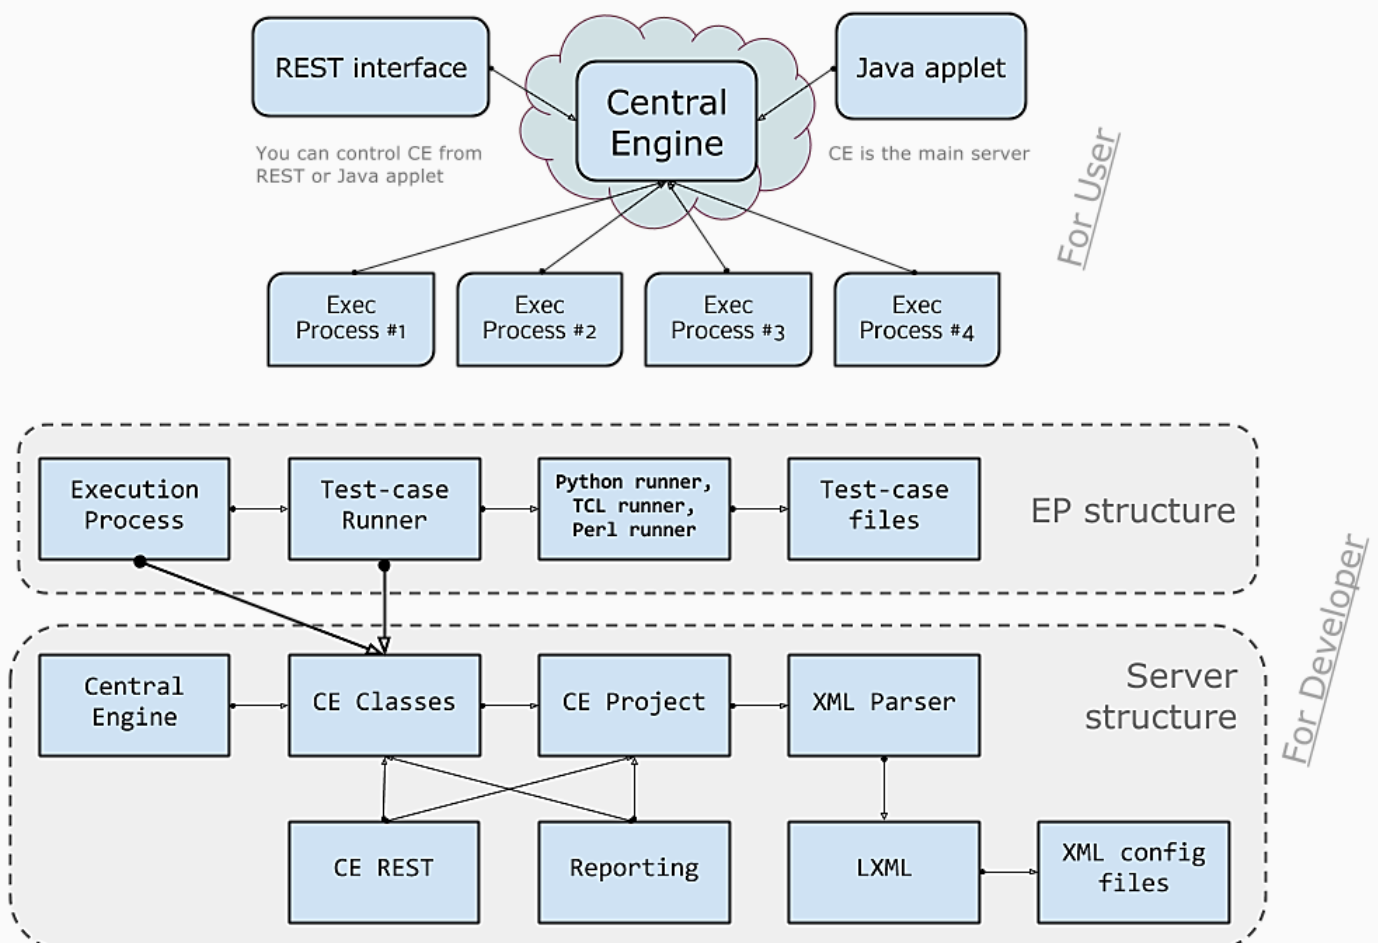 REST interface
Central
Engine
Java applet
You can control CE from
REST or Java applet
CE is the main server
For User
Exec
Process #1
Exec
Process #2
Exec
Process #3
Exec
Process #4
Execution
Process
Test-case
Runner
Python runner,
TCL runner,
Perl runner
Test-case
files
EP structure
For Developer
Central
Engine
CE Classes
CE Project
XML Parser
Server
structure
CE REST
Reporting
LXML
XML config
files